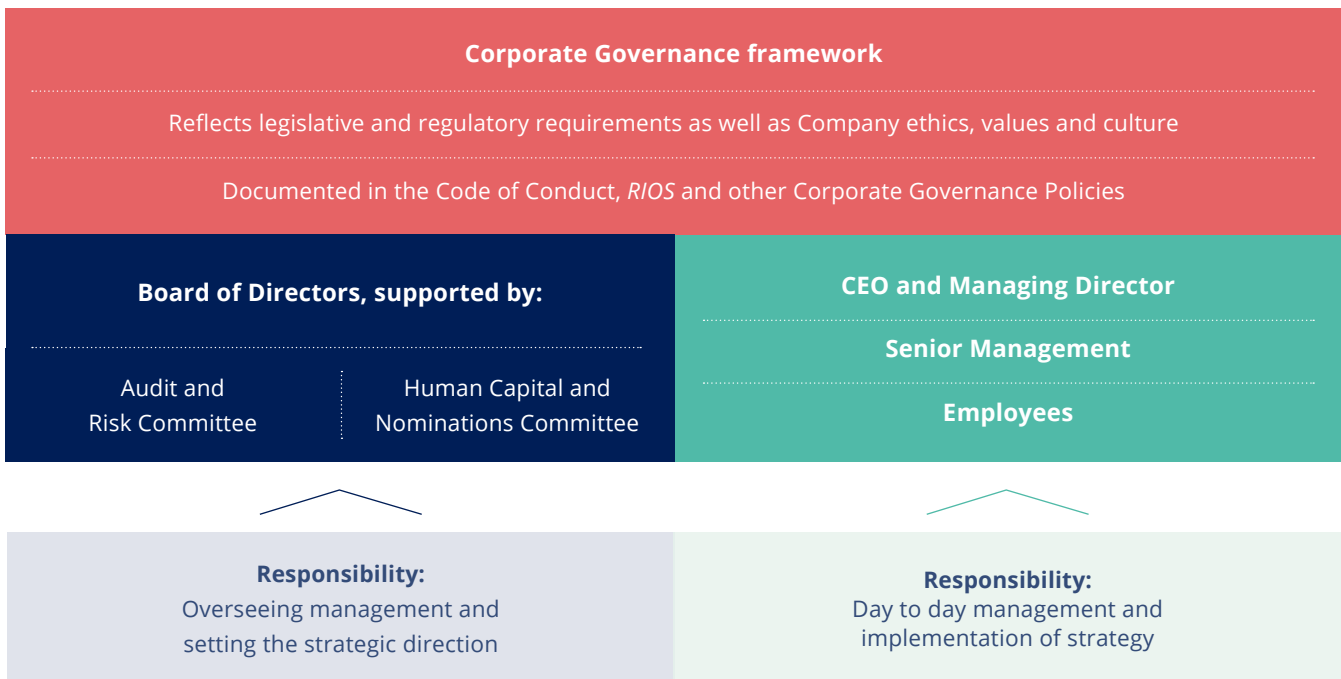 Corporate Governance framework
Reflects legislative and regulatory requirements as well as Company ethics, values and culture
Documented in the Code of Conduct, RIOS and other Corporate Governance Policies
Board of Directors, supported by:
Audit and
Risk Committee
Human Capital and
Nominations Committee
CEO and Managing Director
Senior Management
Employees
Responsibility:
Overseeing management and
setting the strategic direction
Responsibility:
Day to day management and
implementation of strategy